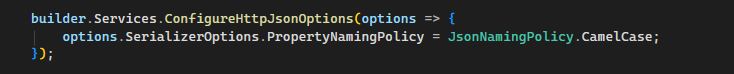 builder.Services.ConfigureHttpJsonOptions(options => {
    options.SerializerOptions.PropertyNamingPolicy = JsonNamingPolicy.CamelCase;
});